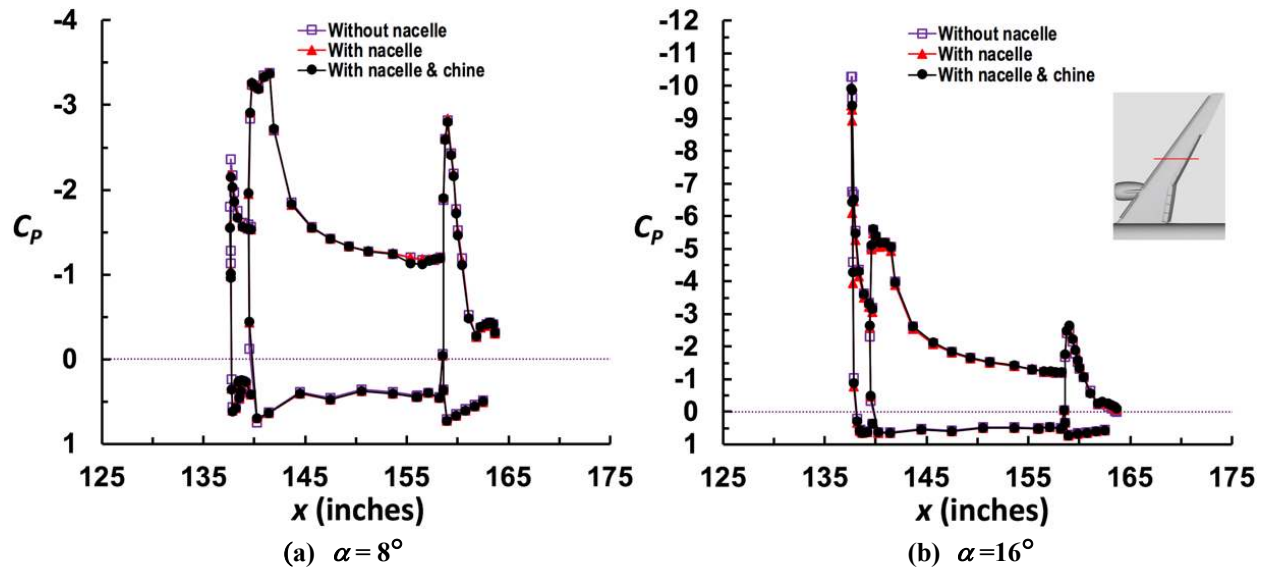 -4
-3
-2
-1
0
1
C_P
Without nacelle
With nacelle
With nacelle & chine
125 135 145 155 165 175
x (inches)
(a) α = 8°
-12
-11
-10
-9
-8
-7
-6
-5
-4
-3
-2
-1
0
1
C_P
Without nacelle
With nacelle
With nacelle & chine
125 135 145 155 165 175
x (inches)
(b) α =16°